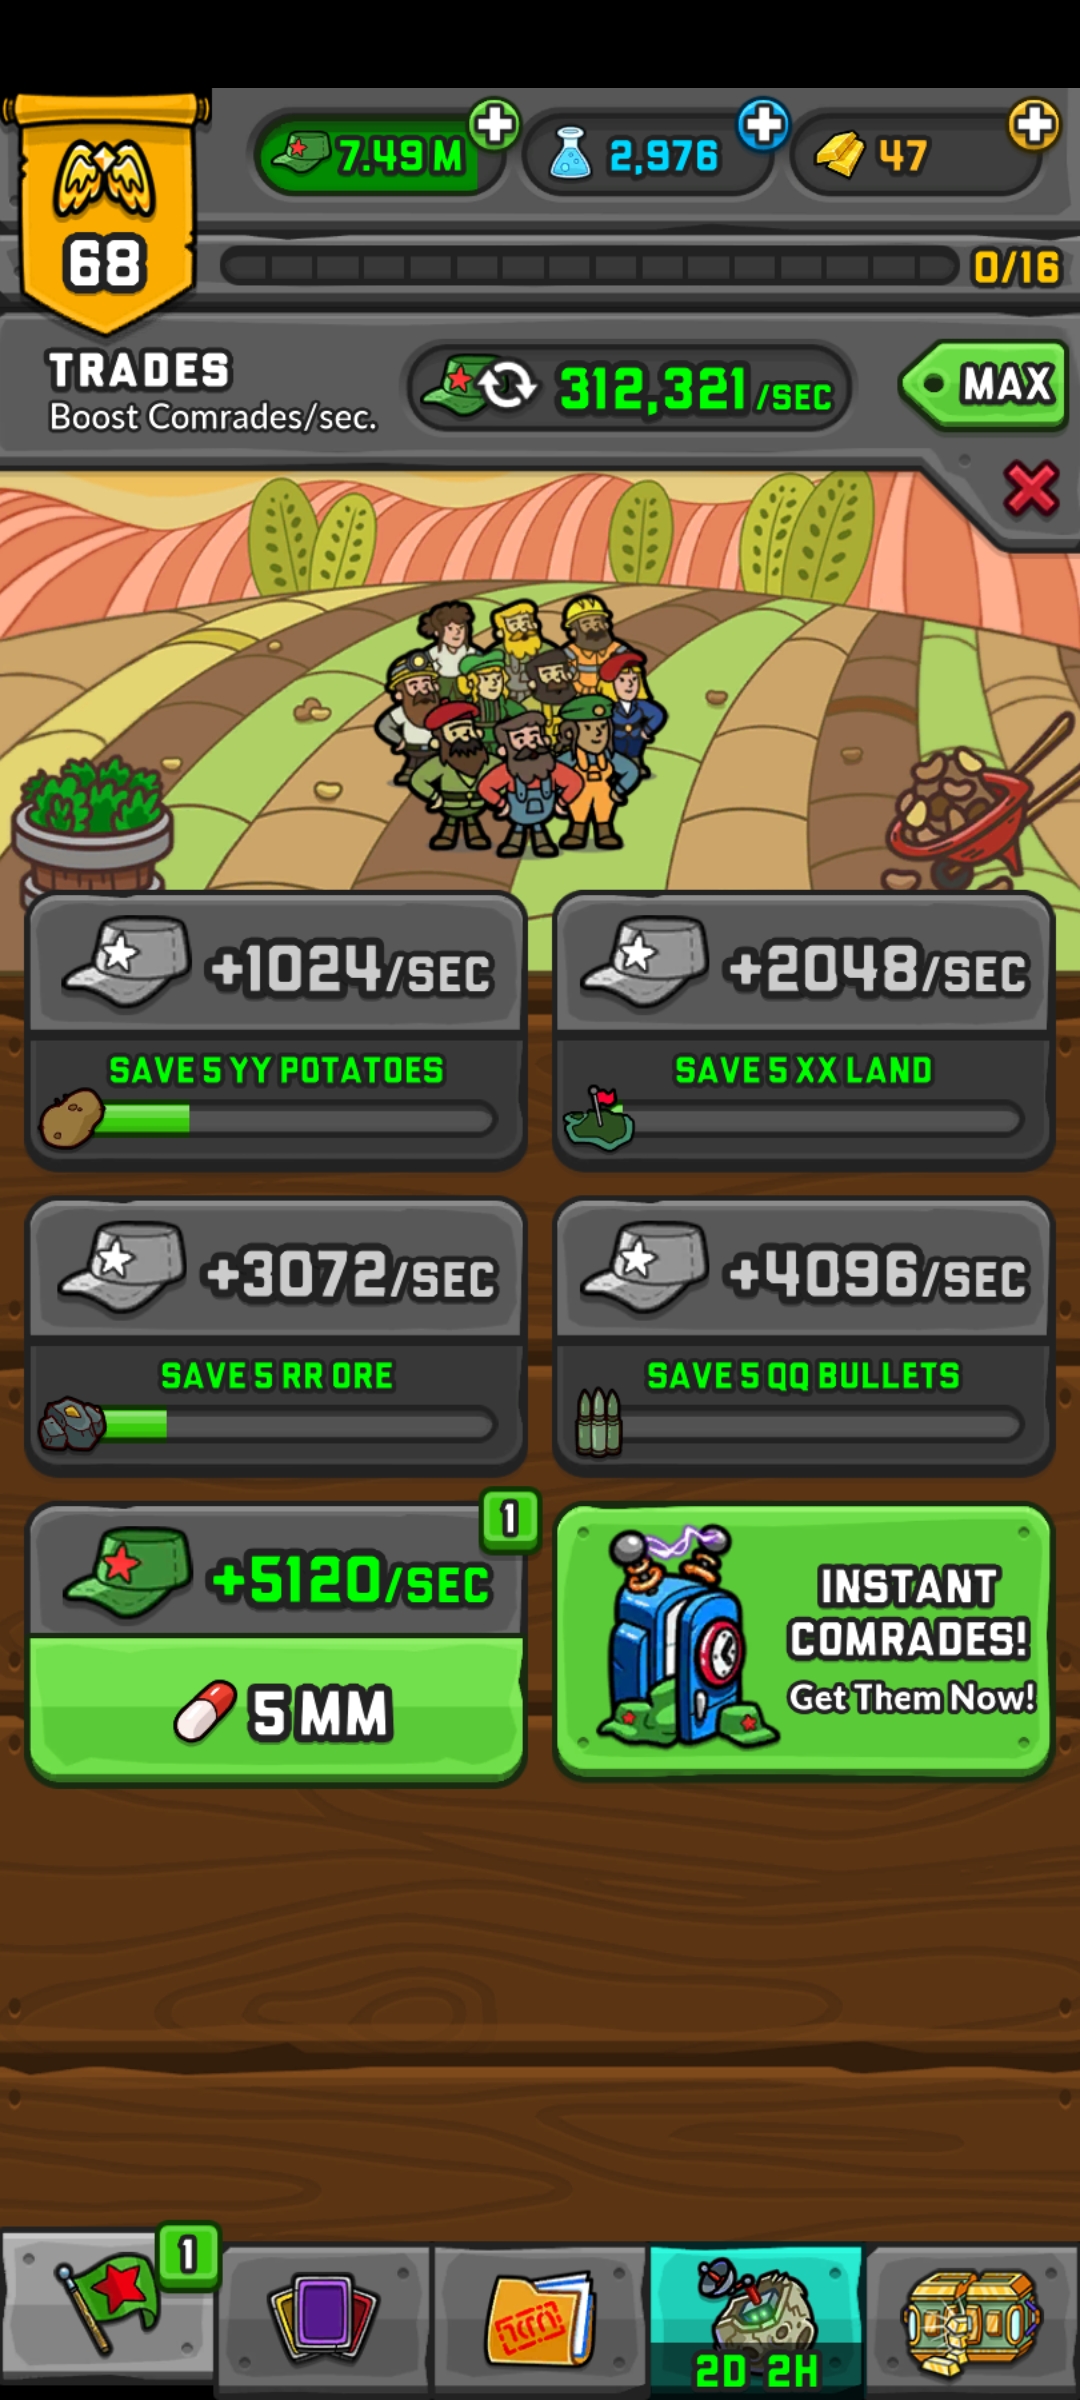 68
7.49 M
2,976
47
0/16
TRADES
Boost Comrades/sec.
312,321/SEC
MAX
+1024/SEC
+2048/SEC
SAVE 5 YY POTATOES
SAVE 5 XX LAND
+3072/SEC
+4096/SEC
SAVE 5 RR ORE
SAVE 5 QQ BULLETS
1
+5120/SEC
5 MM
INSTANT
COMRADES!
Get Them Now!
1
2D 2H